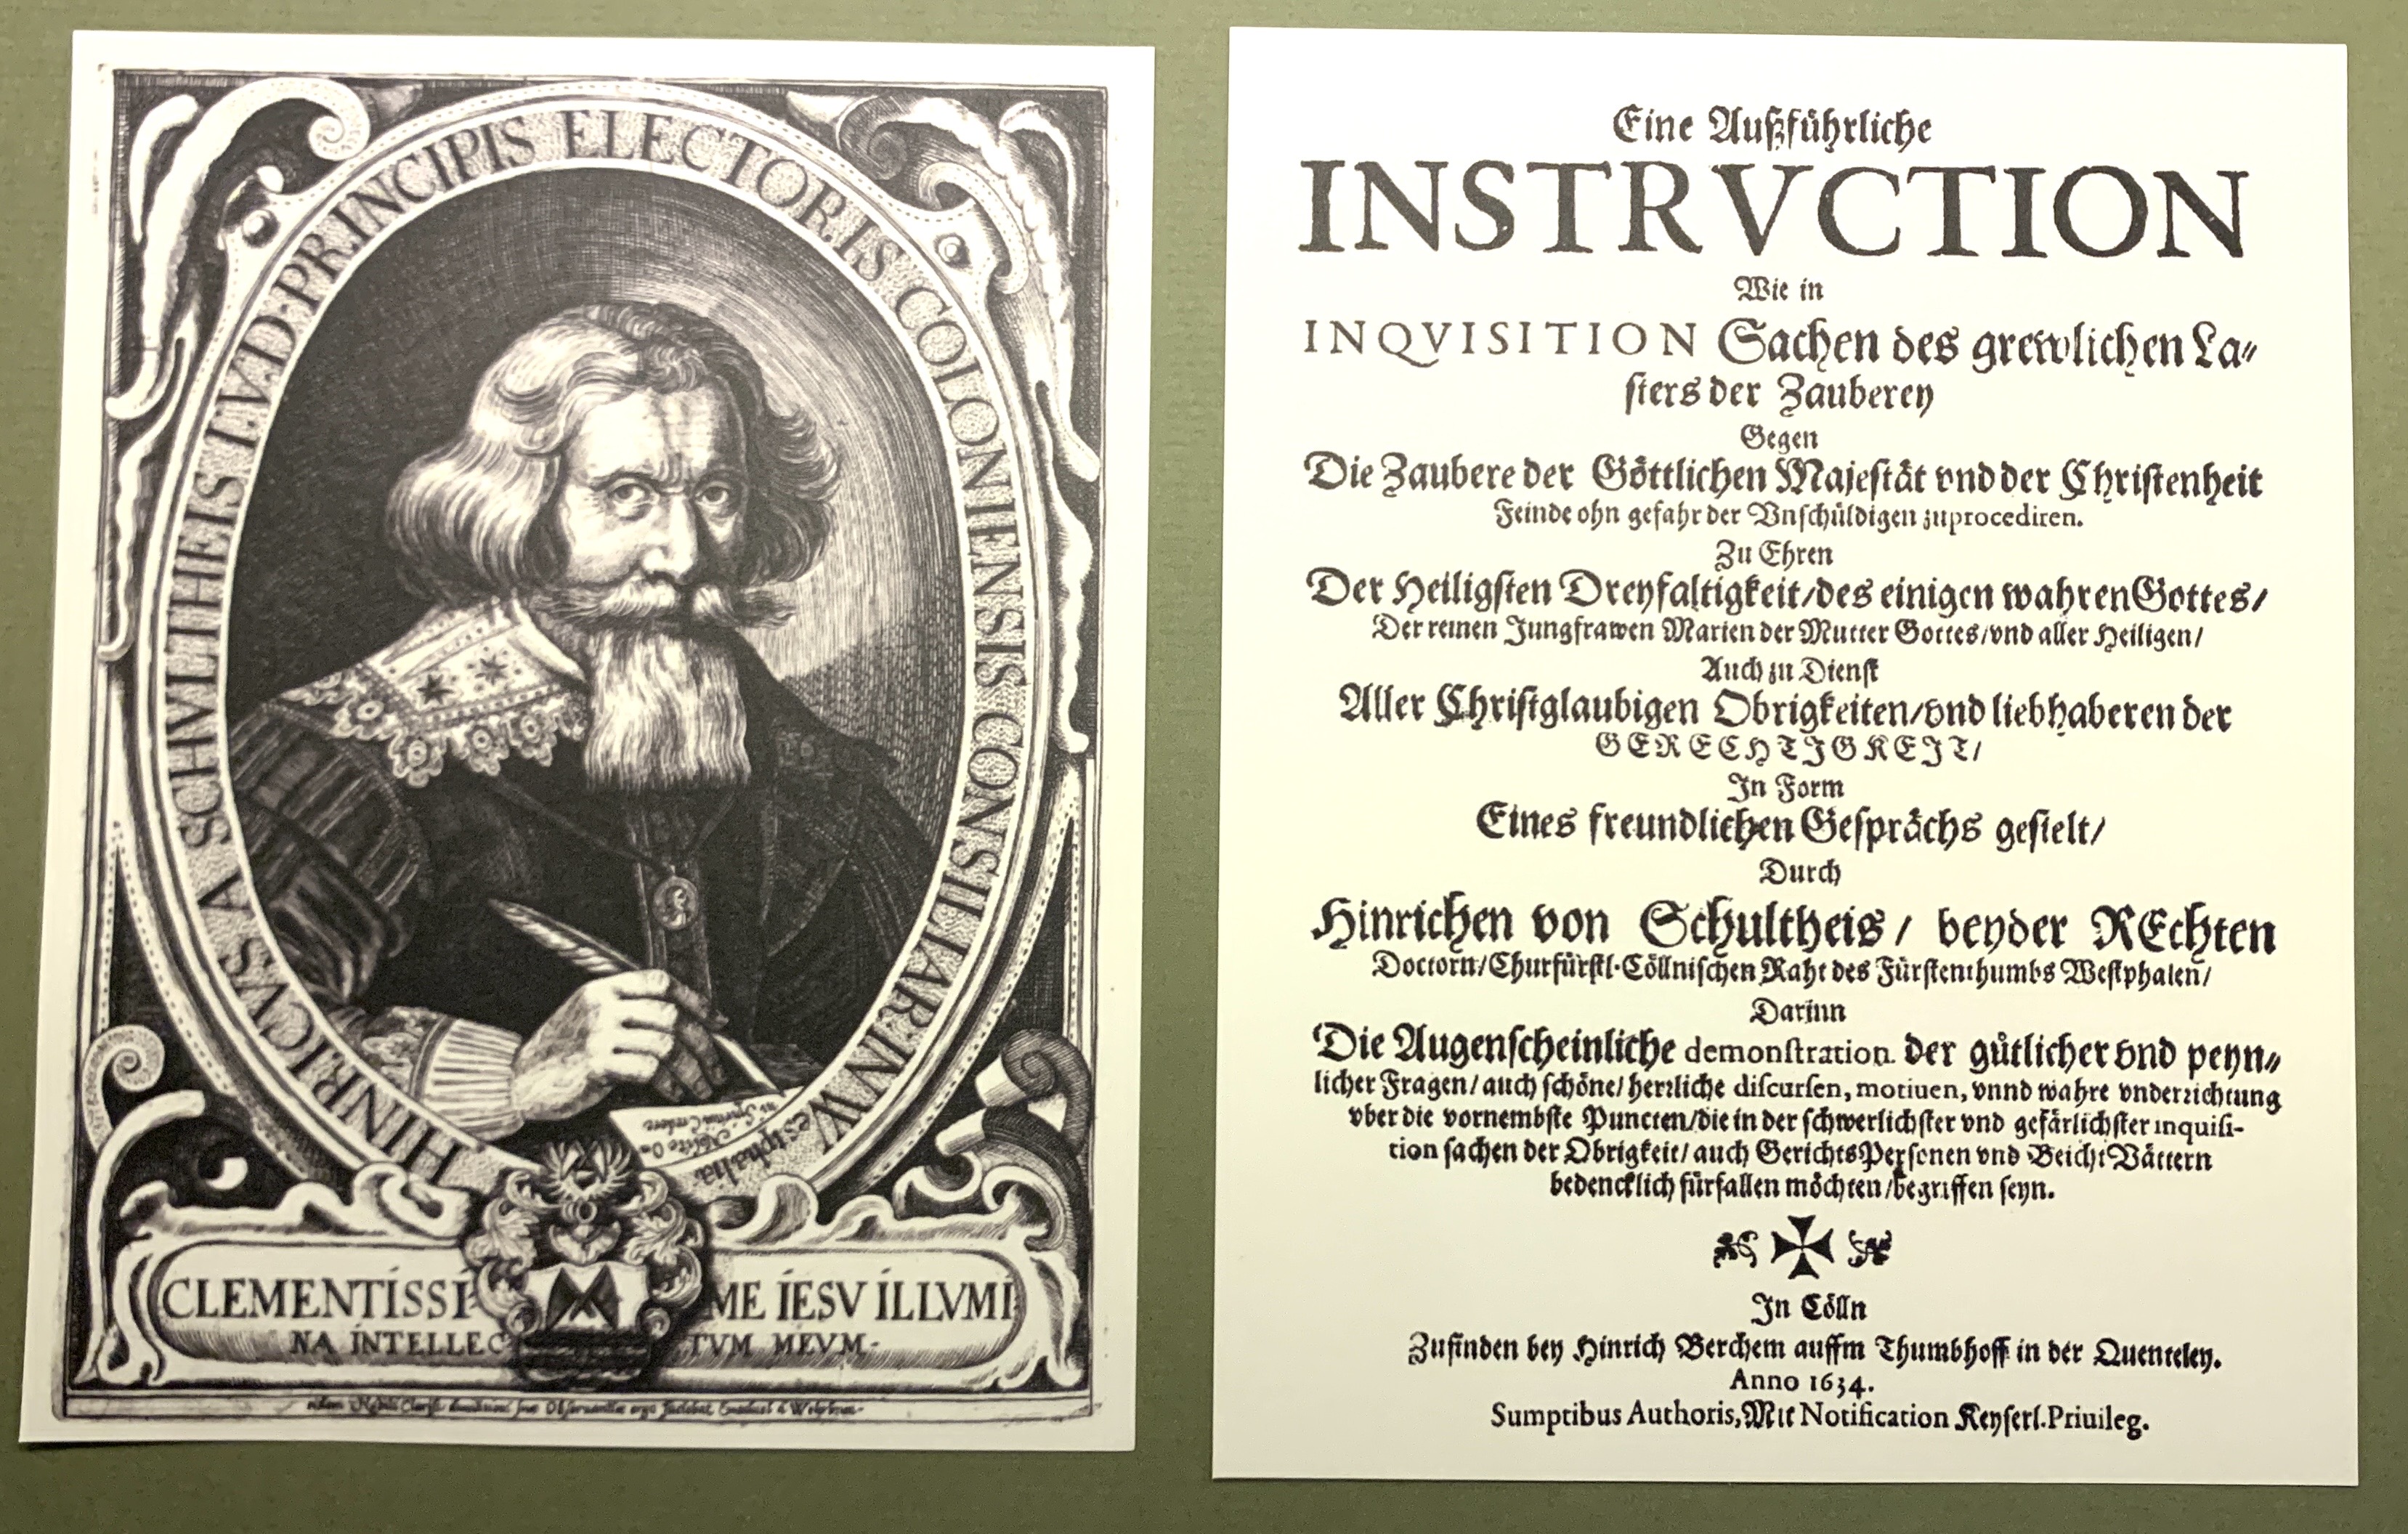 HINRICVS A SCHVLTHEIS I.V.D. PRINCIPIS ELECTORIS COLONIENSIS CONSILIAR. IN W/estphalia
CLEMENTISSIME IESV ILLVMI
NA INTELLECTVM MEVM.
Eine Außführliche
INSTRVCTION
Wie in
INQVISITION Sachen des grewlichen La⸗
sters der Zauberey
Gegen
Die Zaubere der Göttlichen Majestät vnd der Christenheit
Feinde ohn gefahr der Vnschüldigen zuprocediren.
Zu Ehren
Der Heiligsten Dreyfaltigkeit/des einigen wahren Gottes/
Der reinen Jungfrawen Marien der Mutter Gottes/vnd aller Heiligen/
Auch zu Dienst
Aller Christglaubigen Obrigkeiten/vnd liebhaberen der
GERECHTIGKEIT/
In Form
Eines freundlichen Gesprächs gestelt/
Durch
Hinrichen von Schultheis/ beyder REchten
Doctorn/Churfürstl. Cöllnischen Raht des Fürstenthumbs Westphalen/
Darinn
Die Augenscheinliche demonstration der gütlicher vnd peyn⸗
licher Fragen/ auch schöne/ herrliche discursen, motiuen, vnnd wahre vnderrichtung
vber die vornembste Puncten/die in der schwerlichster vnd gefärlichster inquisi-
tion sachen der Obrigkeit/ auch GerichtsPersonen vnd BeichtVättern
bedencklich fürfallen möchten/begriffen seyn.
In Cölln
Zufinden bey Hinrich Berchem auffm Thumbhoff in der Quenteley.
Anno 1634.
Sumptibus Authoris, Mit Notification Keyserl. Priuileg.